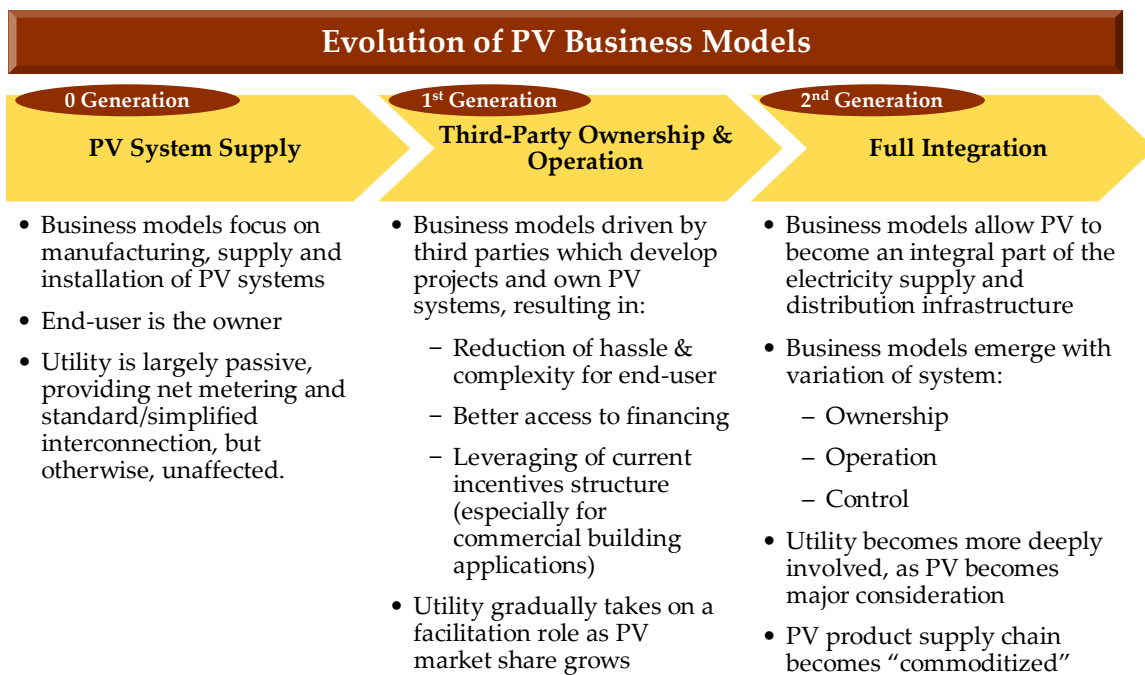 Evolution of PV Business Models
0 Generation
PV System Supply
• Business models focus on
manufacturing, supply and
installation of PV systems
• End-user is the owner
• Utility is largely passive,
providing net metering and
standard/simplified
interconnection, but
otherwise, unaffected.
1st Generation
Third-Party Ownership &
Operation
• Business models driven by
third parties which develop
projects and own PV
systems, resulting in:
– Reduction of hassle &
complexity for end-user
– Better access to financing
– Leveraging of current
incentives structure
(especially for
commercial building
applications)
• Utility gradually takes on a
facilitation role as PV
market share grows
2nd Generation
Full Integration
• Business models allow PV to
become an integral part of the
electricity supply and
distribution infrastructure
• Business models emerge with
variation of system:
– Ownership
– Operation
– Control
• Utility becomes more deeply
involved, as PV becomes
major consideration
• PV product supply chain
becomes “commoditized”